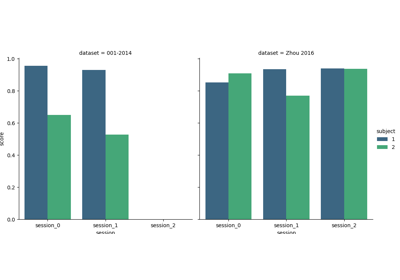 dataset = 001-2014
dataset = Zhou 2016
1.0
0.8
0.6
0.4
0.2
0.0
score
session_0 session_1 session_2
session_0 session_1 session_2
session
session
subject
1
2